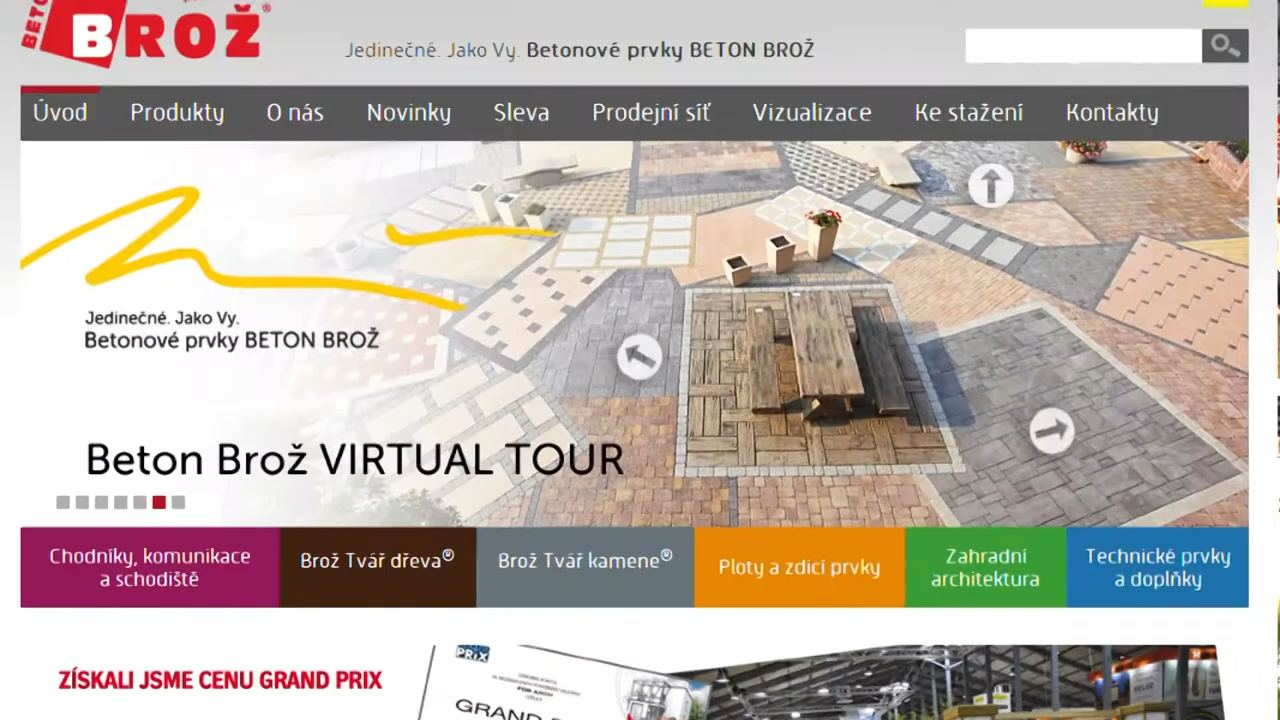 BROŽ®
Jedinečné. Jako Vy. Betonové prvky BETON BROŽ
Úvod Produkty O nás Novinky Sleva Prodejní síť Vizualizace Ke stažení Kontakty
Jedinečné. Jako Vy.
Betonové prvky BETON BROŽ
Beton Brož VIRTUAL TOUR
Chodníky, komunikace
a schodiště
Brož Tvář dřeva®
Brož Tvář kamene®
Ploty a zdicí prvky
Zahradní
architektura
Technické prvky
a doplňky
ZÍSKALI JSME CENU GRAND PRIX
PRIX
FOR ARCH
GRAND